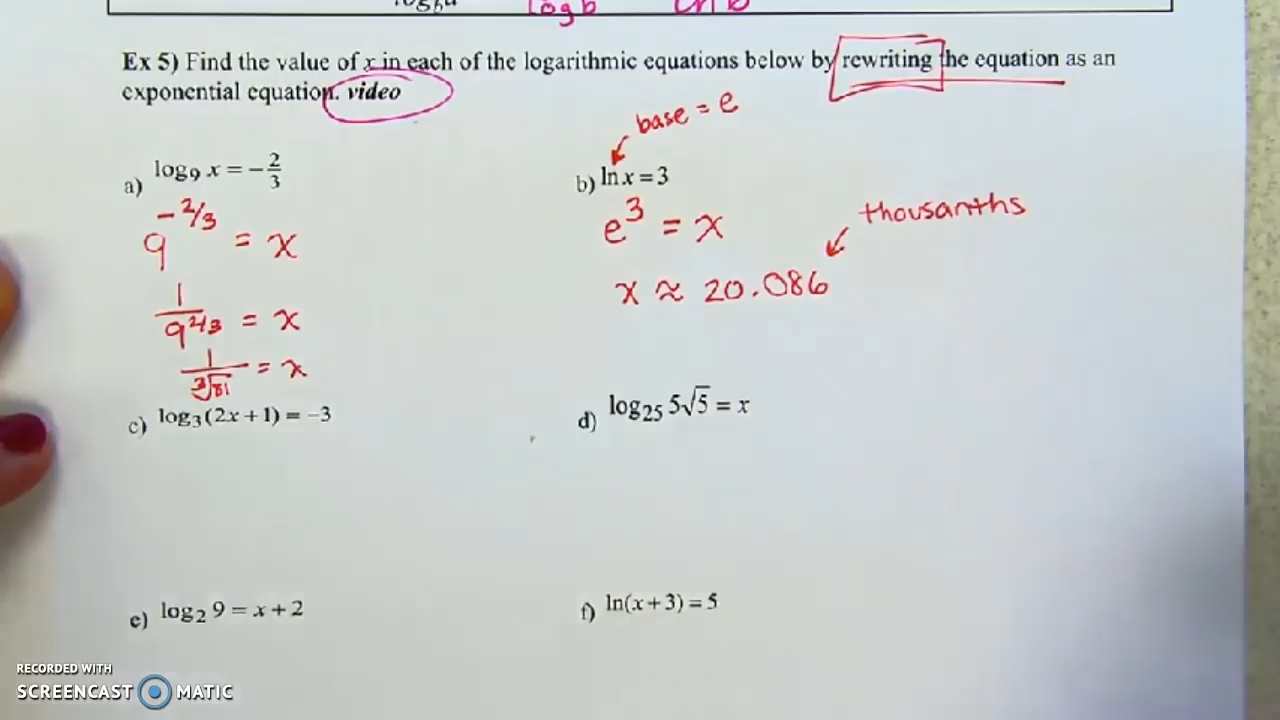 log b
Ex 5) Find the value of x in each of the logarithmic equations below by rewriting the equation as an
exponential equation. video
base = e
a) log₉ x = −2/3
b) ln x = 3
9^(−2/3) = x
e³ = x
thousanths
x ≈ 20.086
1/9^(2/3) = x
1/∛81 = x
c) log₃(2x+1) = −3
d) log₂₅ 5√5 = x
e) log₂ 9 = x + 2
f) ln(x+3) = 5
RECORDED WITH
SCREENCAST MATIC